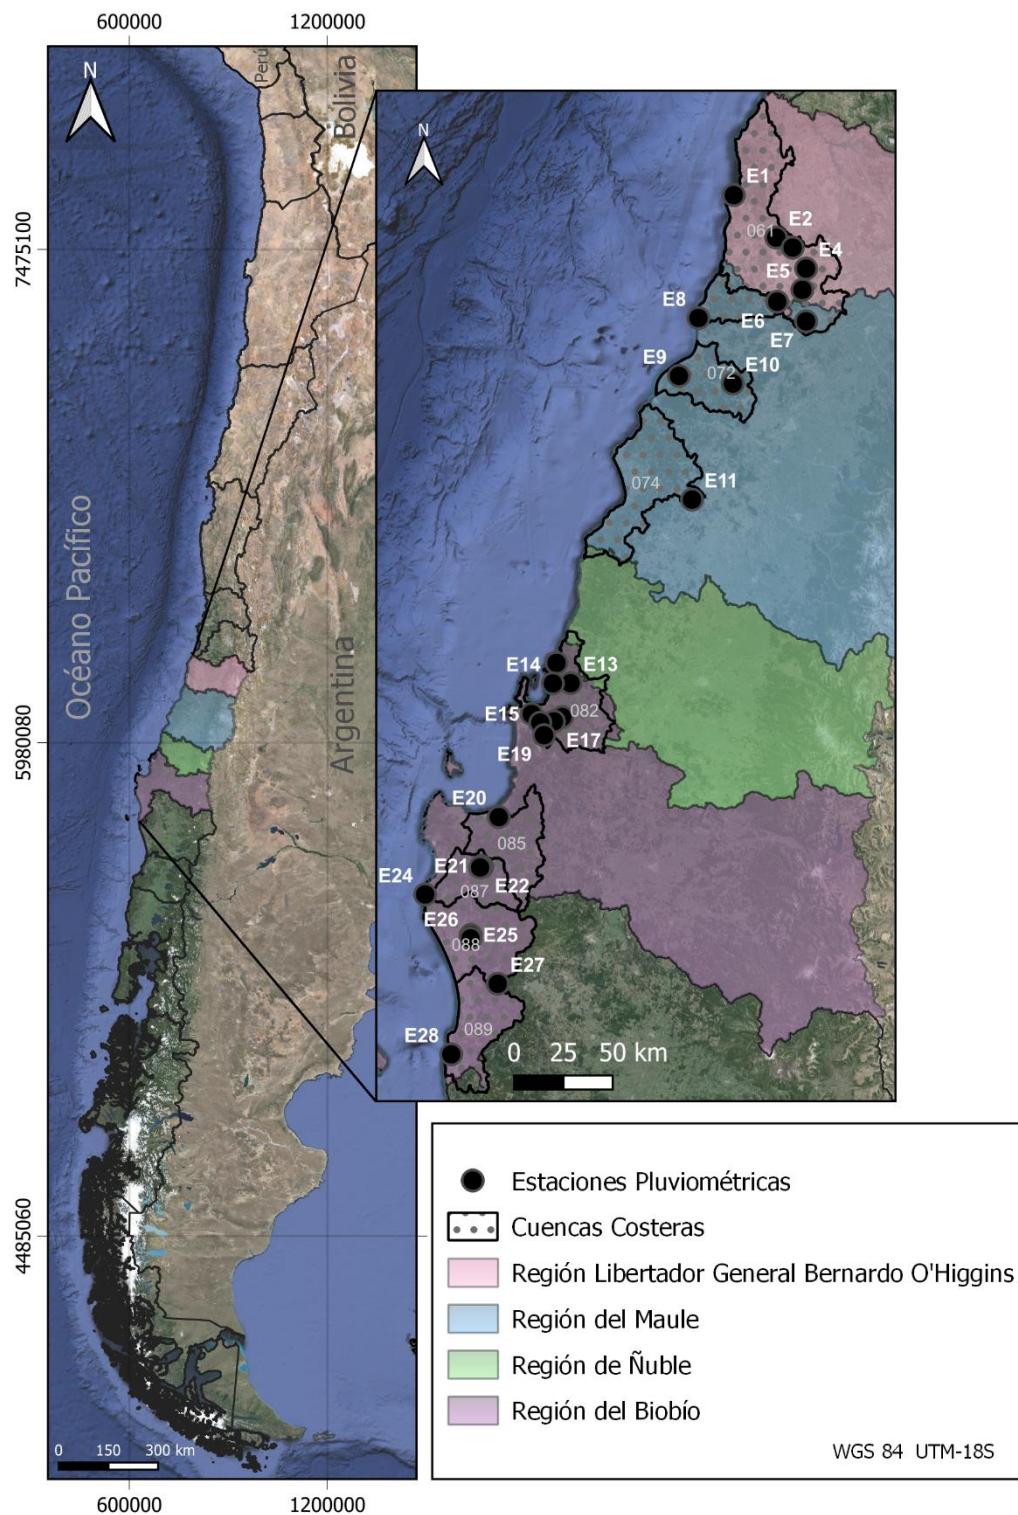 600000
1200000
N
Perú
Bolivia
7475100
Océano Pacífico
5980080
Argentina
4485060
0 150 300 km
600000
1200000
N
E1
061
E2
E4
E5
E8
E6
E7
E9
072
E10
074
E11
E14
E13
E15
082
E19
E17
E20
085
E24
E21
087
E22
E26
088
E25
E27
E28
089
0 25 50 km
Estaciones Pluviométricas
Cuencas Costeras
Región Libertador General Bernardo O'Higgins
Región del Maule
Región de Ñuble
Región del Biobío
WGS 84 UTM-18S